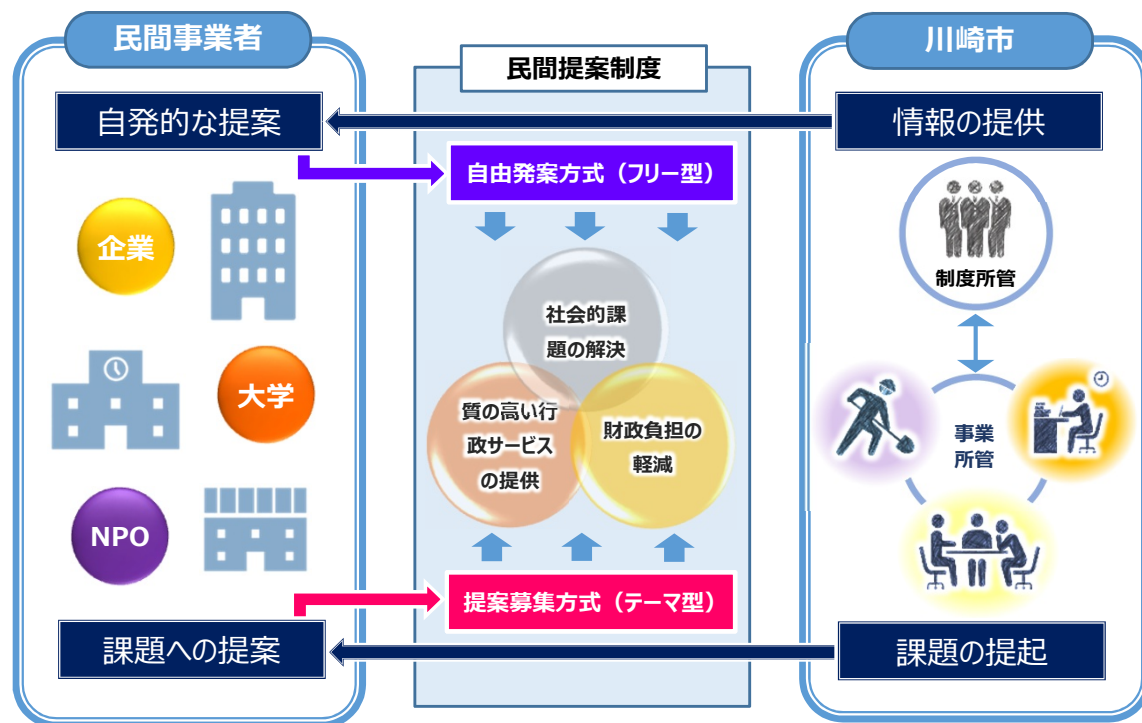 民間事業者
自発的な提案
企業
大学
NPO
課題への提案
民間提案制度
自由発案方式（フリー型）
社会的課
題の解決
質の高い行
政サービス
の提供
財政負担の
軽減
提案募集方式（テーマ型）
川崎市
情報の提供
制度所管
事業
所管
課題の提起